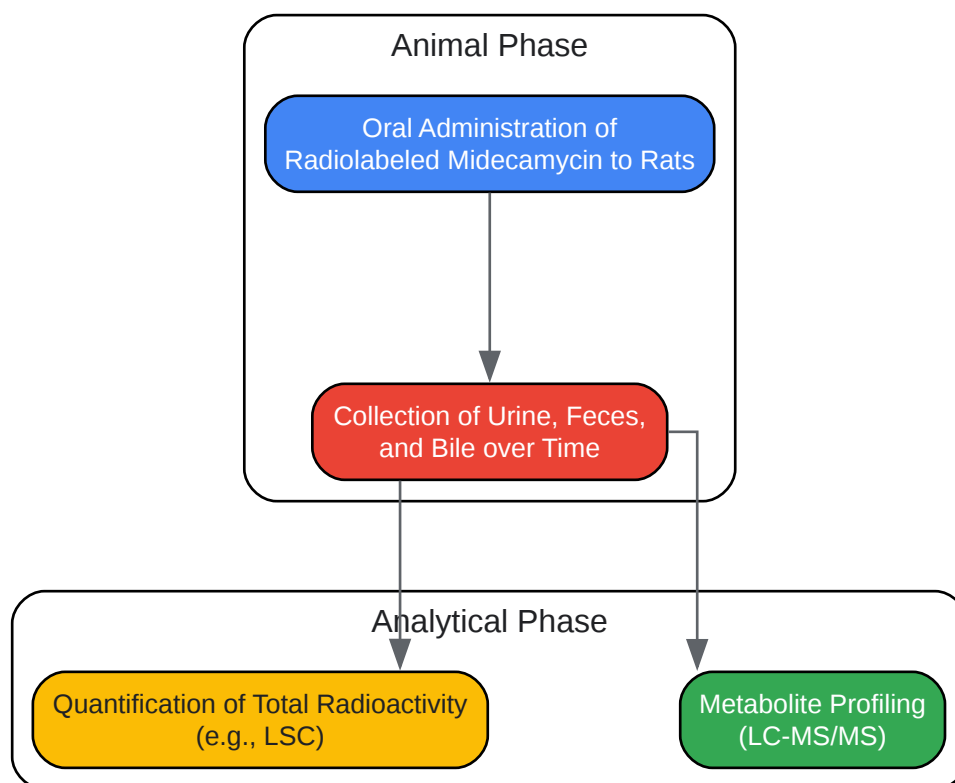 Animal Phase
Oral Administration of
Radiolabeled Midecamycin to Rats
Collection of Urine, Feces,
and Bile over Time
Analytical Phase
Quantification of Total Radioactivity
(e.g., LSC)
Metabolite Profiling
(LC-MS/MS)